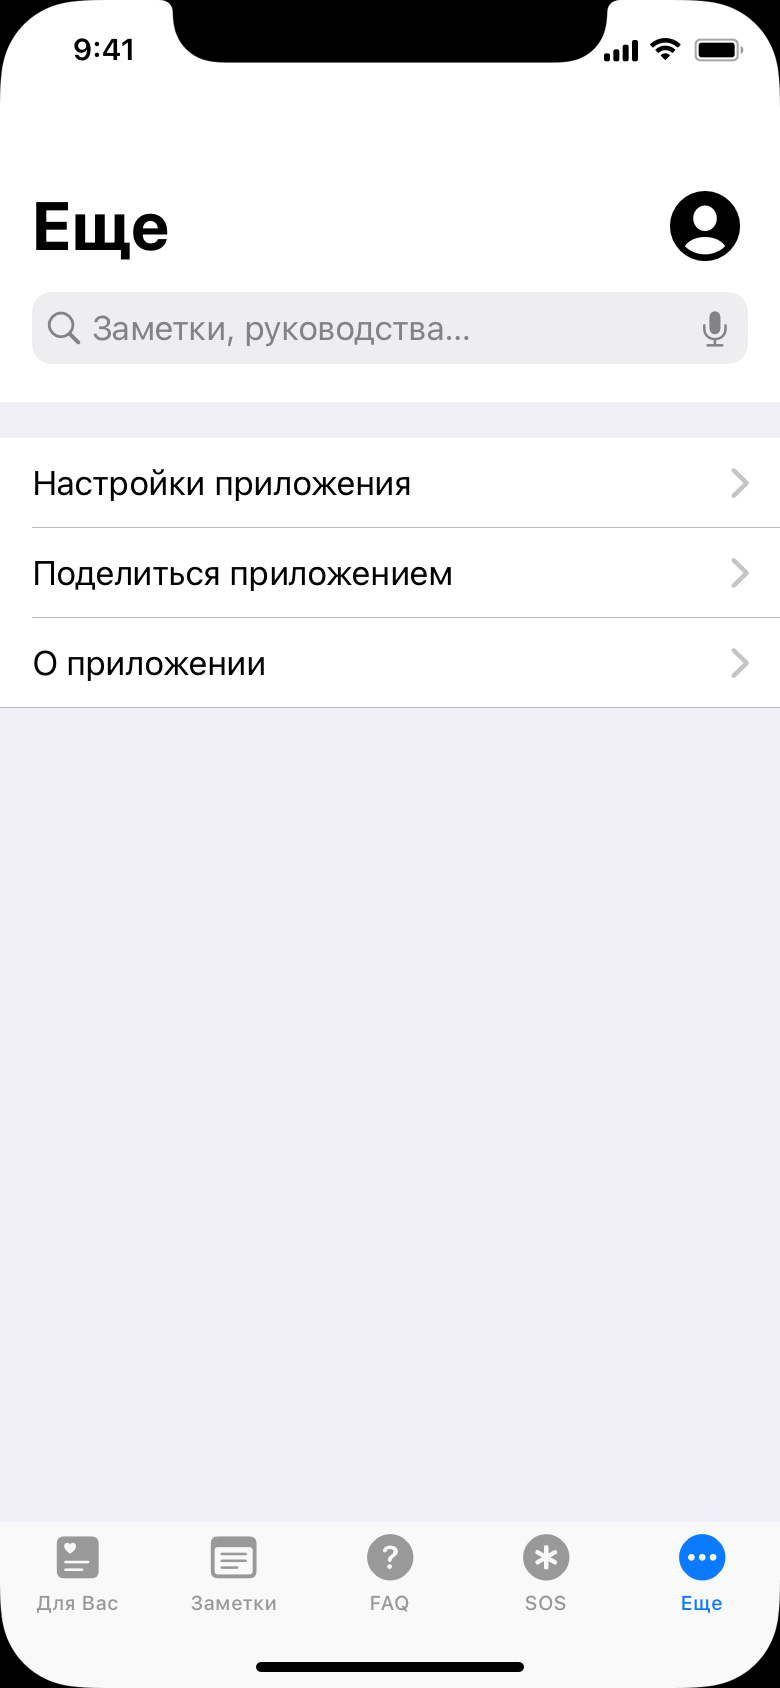 9:41
Еще
Заметки, руководства...
Настройки приложения
Поделиться приложением
О приложении
Для Вас
Заметки
FAQ
SOS
Еще